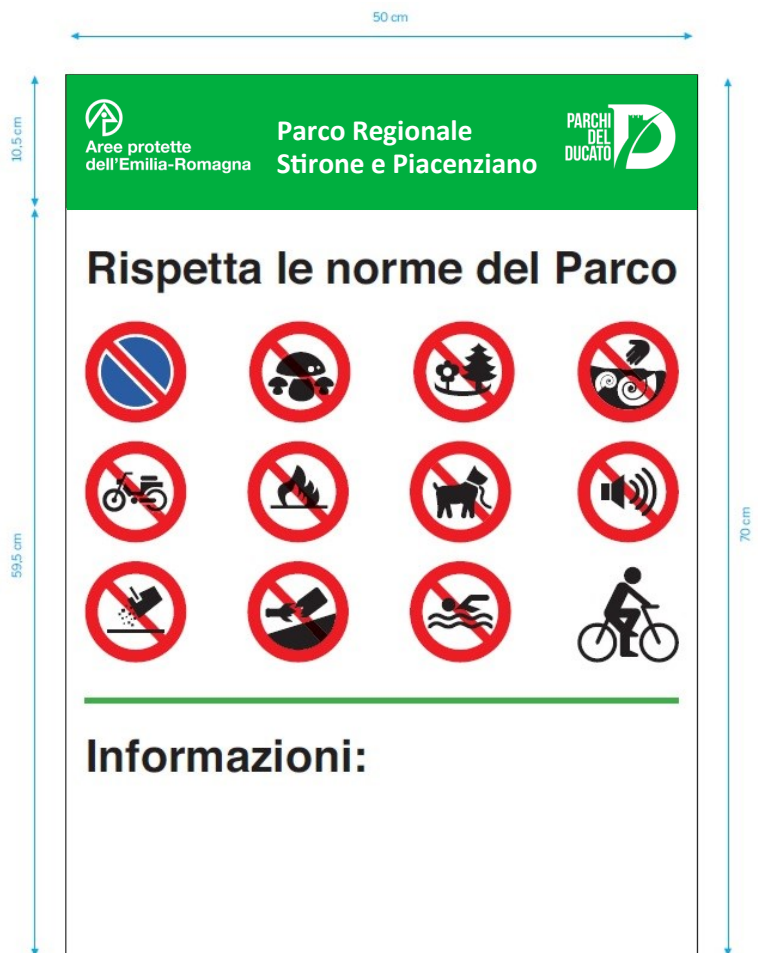 50 cm
10,5 cm
Aree protette
dell'Emilia-Romagna
Parco Regionale
Stirone e Piacenziano
PARCHI
DEL
DUCATO
Rispetta le norme del Parco
59,5 cm
70 cm
Informazioni: